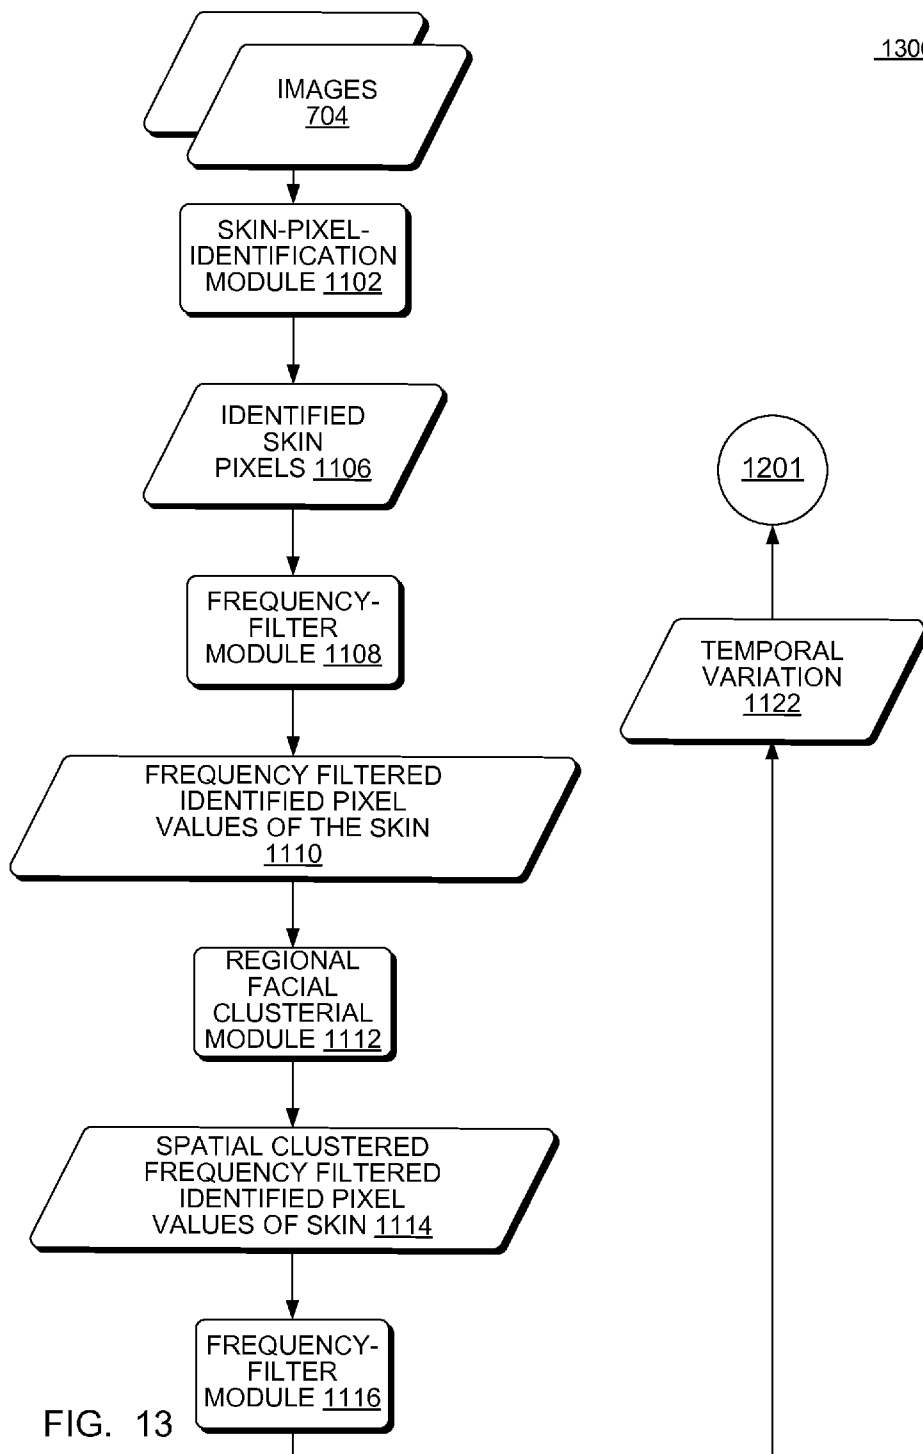 1300
IMAGES
704
SKIN-PIXEL-
IDENTIFICATION
MODULE 1102
IDENTIFIED
SKIN
PIXELS 1106
FREQUENCY-
FILTER
MODULE 1108
FREQUENCY FILTERED
IDENTIFIED PIXEL
VALUES OF THE SKIN
1110
REGIONAL
FACIAL
CLUSTERIAL
MODULE 1112
SPATIAL CLUSTERED
FREQUENCY FILTERED
IDENTIFIED PIXEL
VALUES OF SKIN 1114
FREQUENCY-
FILTER
MODULE 1116
1201
TEMPORAL
VARIATION
1122
FIG. 13